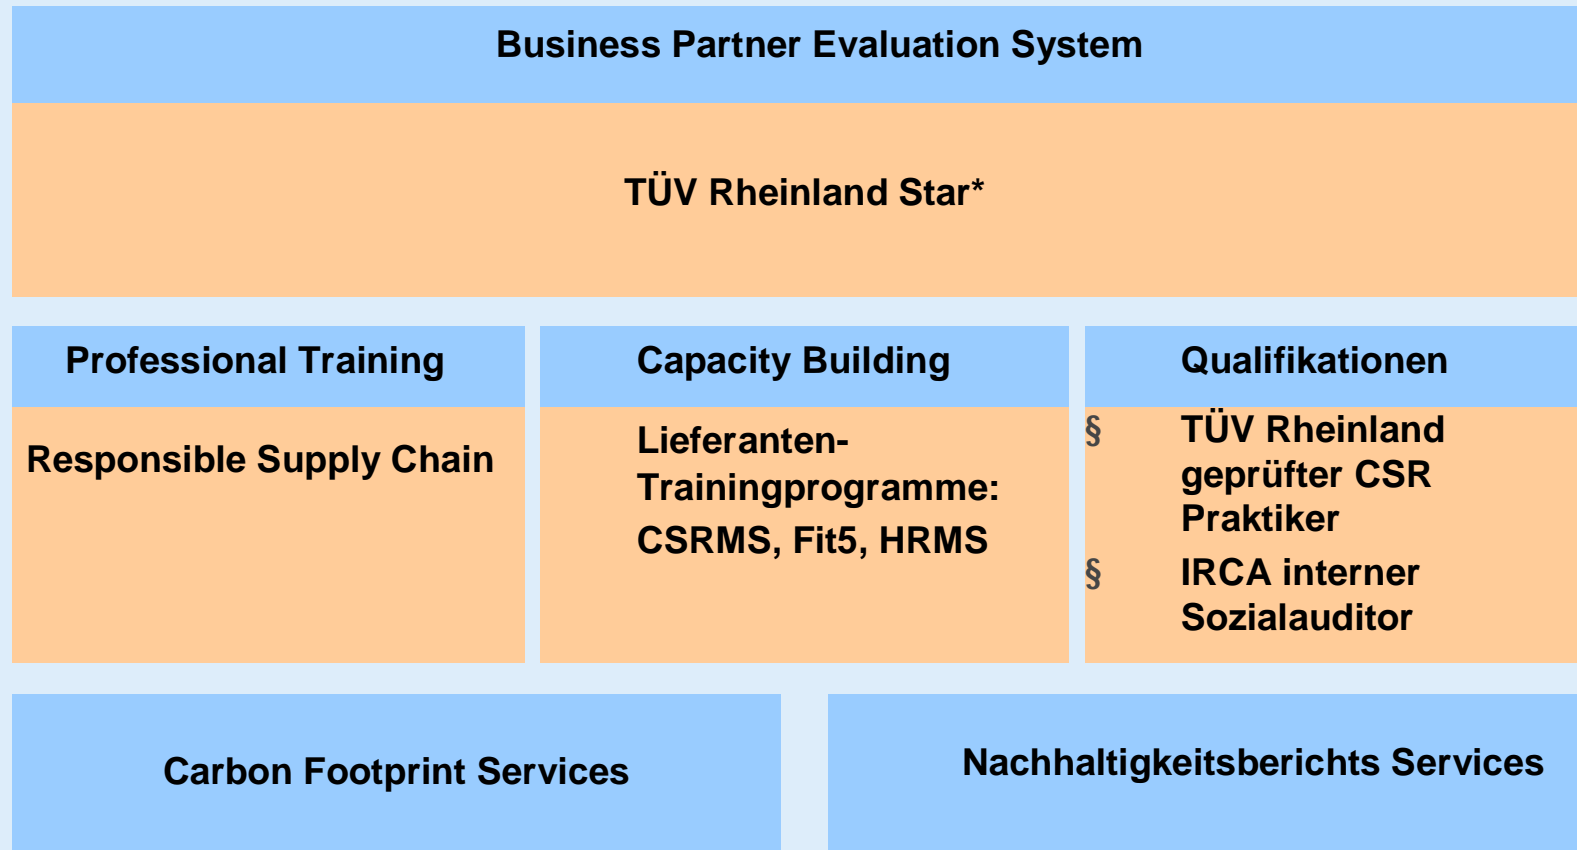 Business Partner Evaluation System
TÜV Rheinland Star*
Professional Training
Responsible Supply Chain
Capacity Building
Lieferanten-
Trainingprogramme:
CSRMS, Fit5, HRMS
Qualifikationen
§ TÜV Rheinland
geprüfter CSR
Praktiker
§ IRCA interner
Sozialauditor
Carbon Footprint Services
Nachhaltigkeitsberichts Services